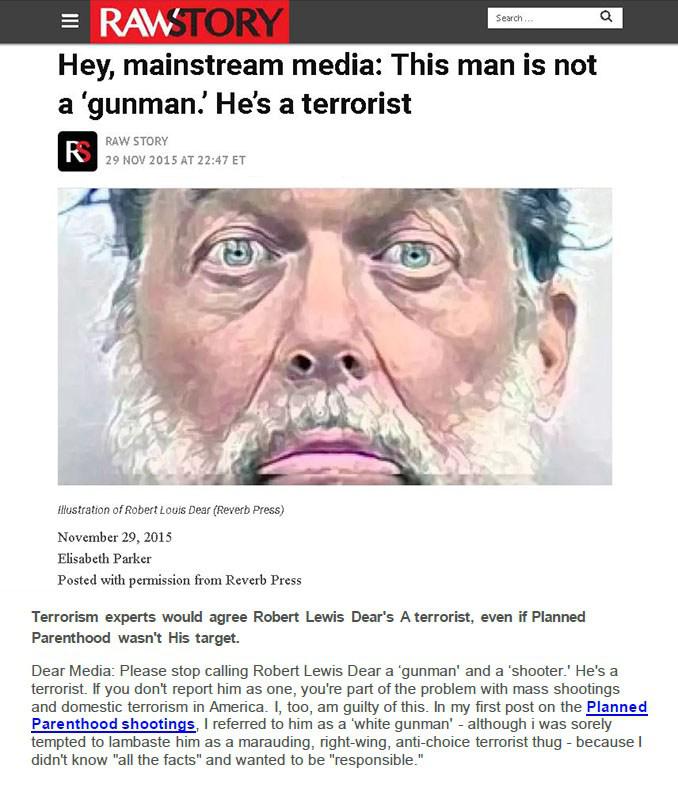 RAWSTORY
Search ...
Hey, mainstream media: This man is not
a ‘gunman.’ He’s a terrorist
RS
RAW STORY
29 NOV 2015 AT 22:47 ET
Illustration of Robert Louis Dear (Reverb Press)
November 29, 2015
Elisabeth Parker
Posted with permission from Reverb Press
Terrorism experts would agree Robert Lewis Dear's A terrorist, even if Planned
Parenthood wasn't His target.
Dear Media: Please stop calling Robert Lewis Dear a ‘gunman' and a ‘shooter.' He's a
terrorist. If you don't report him as one, you're part of the problem with mass shootings
and domestic terrorism in America. I, too, am guilty of this. In my first post on the Planned
Parenthood shootings, I referred to him as a ‘white gunman' - although i was sorely
tempted to lambaste him as a marauding, right-wing, anti-choice terrorist thug - because I
didn't know "all the facts" and wanted to be "responsible."